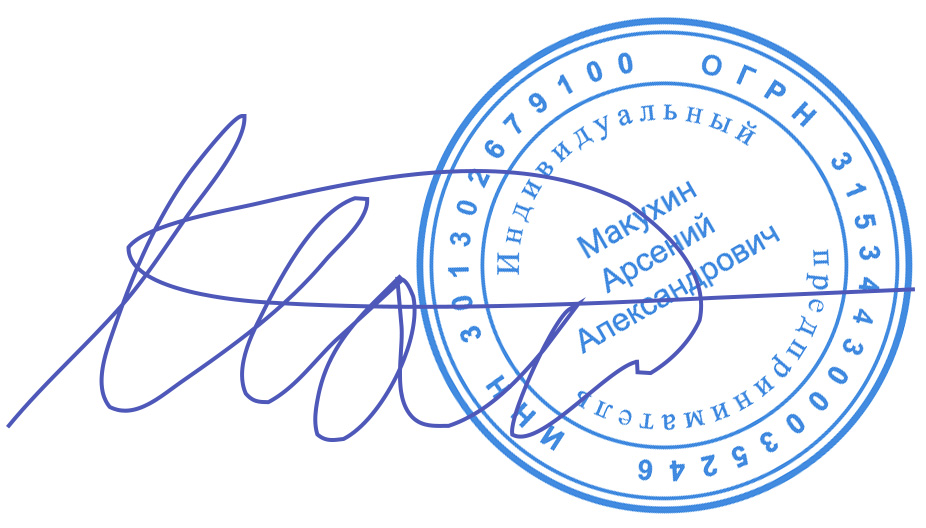 ИНН 301302679100 ОГРН 315344300035246
Индивидуальный предприниматель
Макухин
Арсений
Александрович